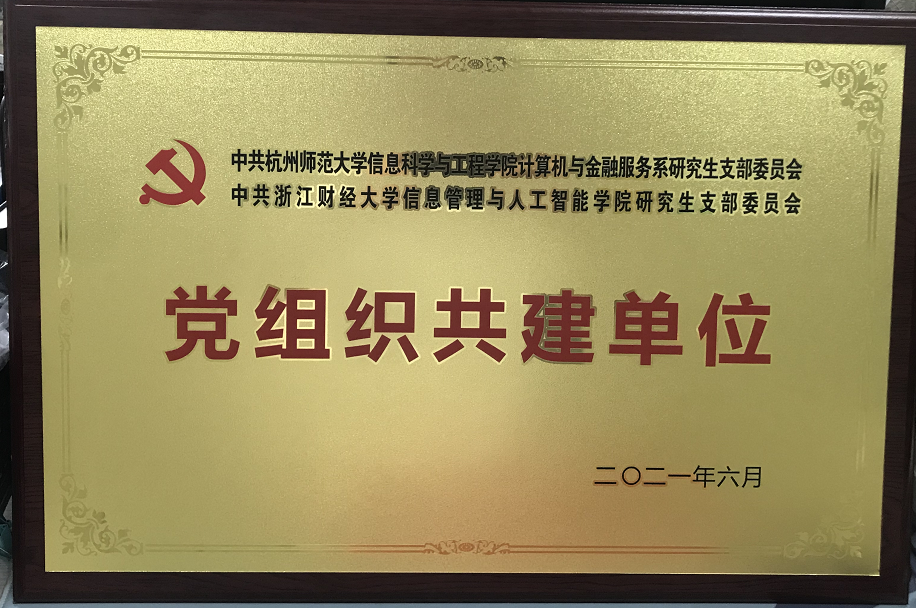 中共杭州师范大学信息科学与工程学院计算机与金融服务系研究生支部委员会
中共浙江财经大学信息管理与人工智能学院研究生支部委员会
党组织共建单位
二〇二一年六月